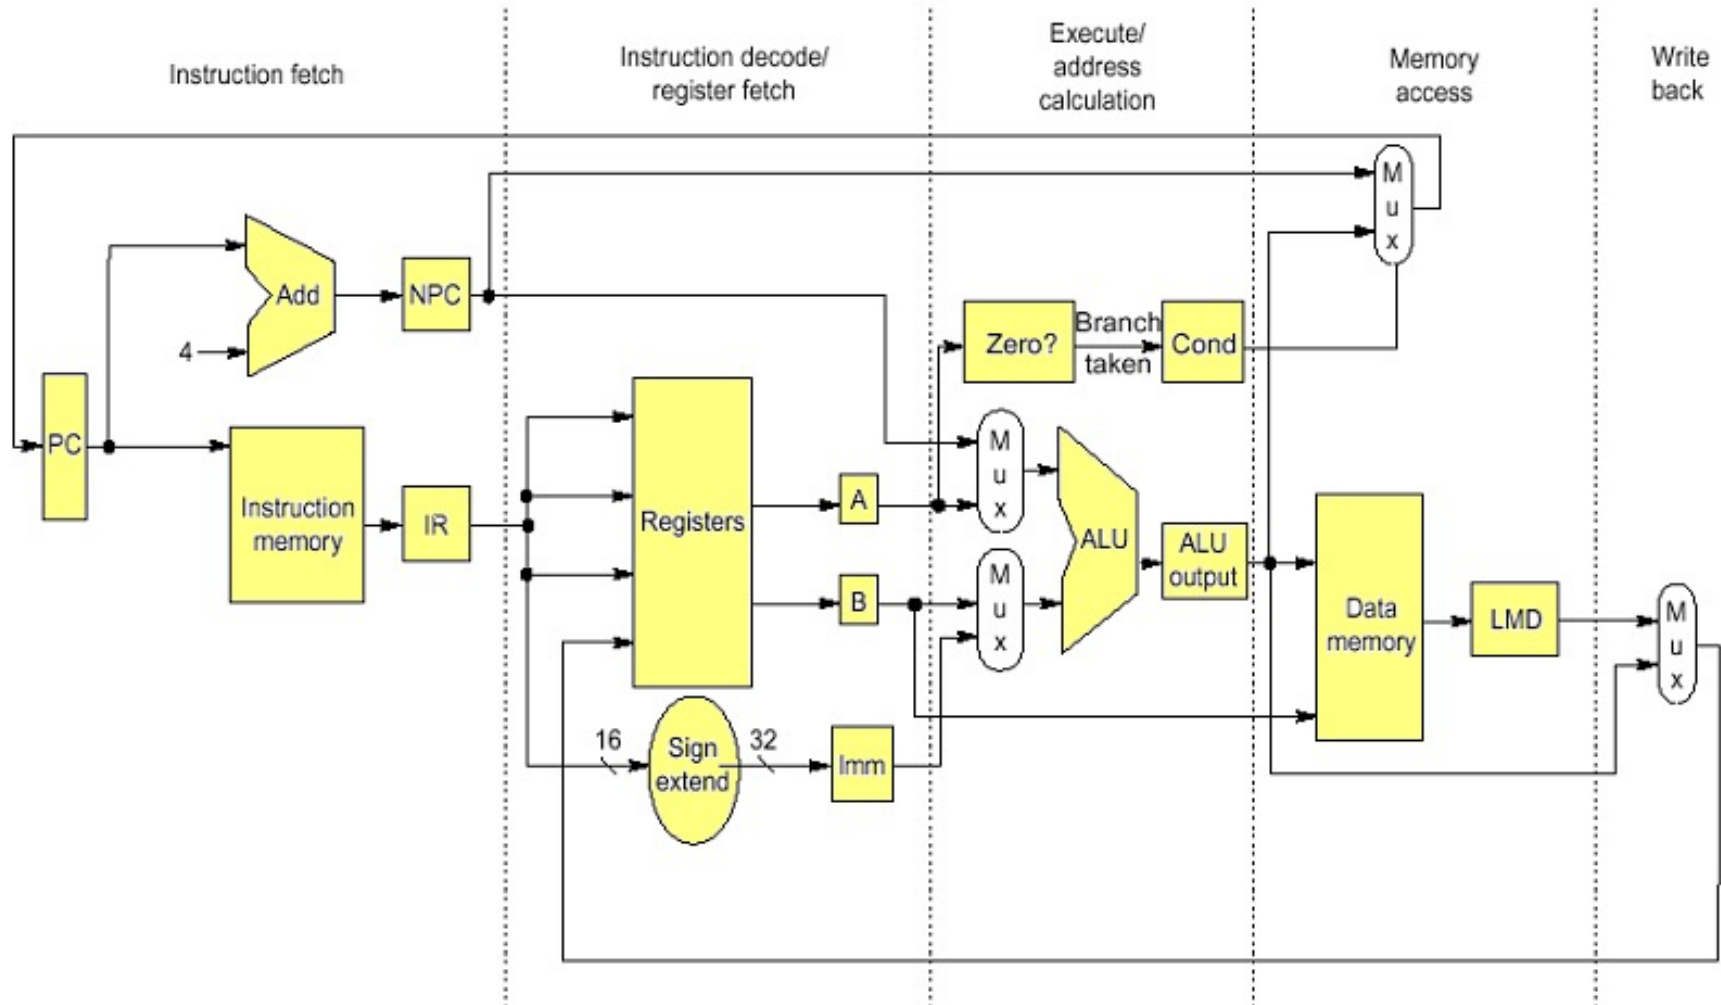 Instruction fetch
Instruction decode/
register fetch
Execute/
address
calculation
Memory
access
Write
back
M
u
x
Add
NPC
4
Zero?
Branch
taken
Cond
PC
Instruction
memory
IR
Registers
A
B
M
u
x
M
u
x
ALU
ALU
output
Data
memory
LMD
M
u
x
16
Sign
extend
32
Imm